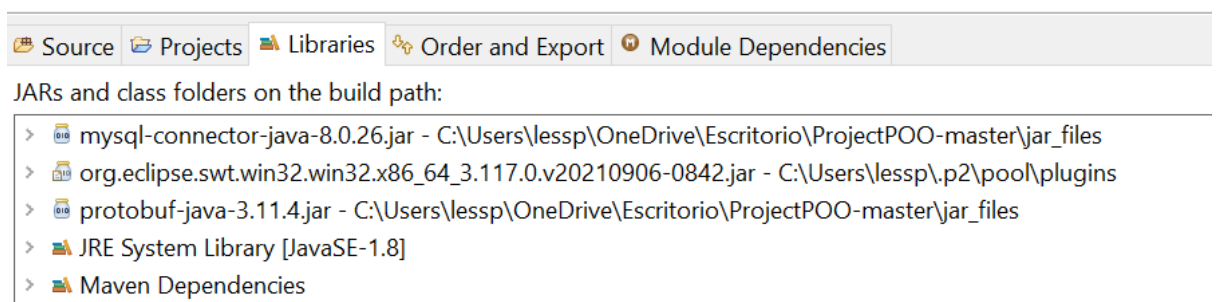 Source Projects Libraries Order and Export Module Dependencies
JARs and class folders on the build path:
mysql-connector-java-8.0.26.jar - C:\Users\lessp\OneDrive\Escritorio\ProjectPOO-master\jar_files
org.eclipse.swt.win32.win32.x86_64_3.117.0.v20210906-0842.jar - C:\Users\lessp\.p2\pool\plugins
protobuf-java-3.11.4.jar - C:\Users\lessp\OneDrive\Escritorio\ProjectPOO-master\jar_files
JRE System Library [JavaSE-1.8]
Maven Dependencies